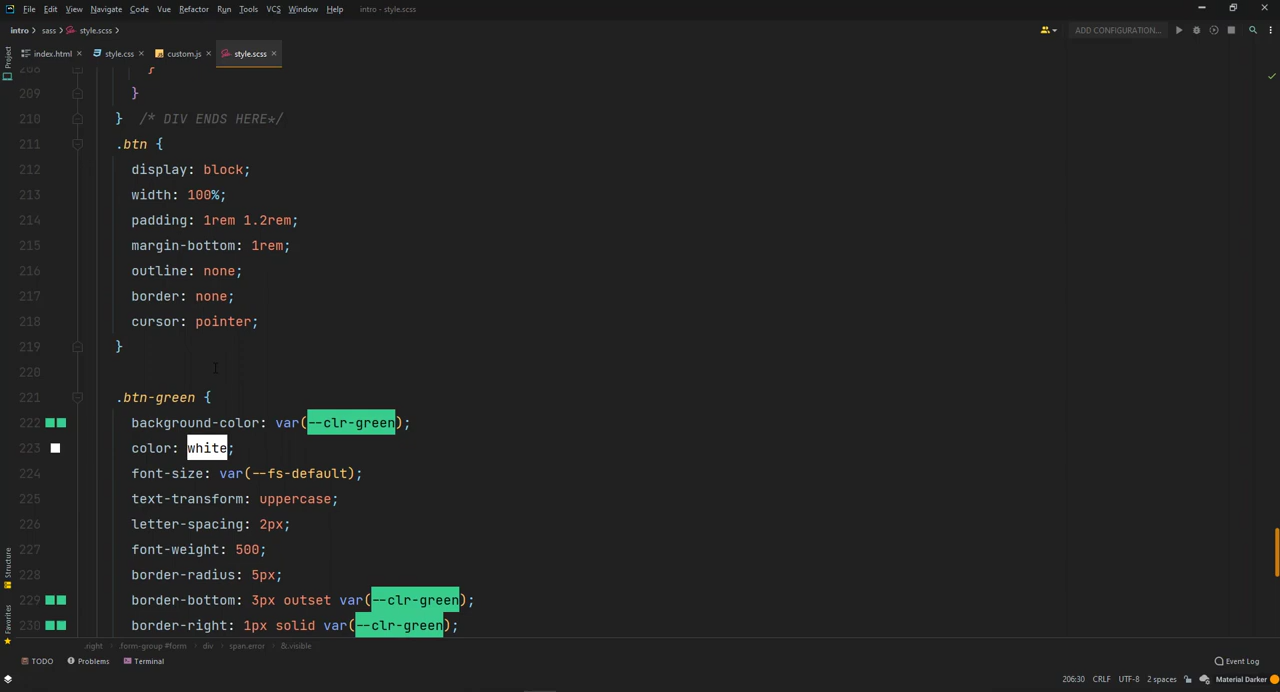 File Edit View Navigate Code Vue Refactor Run Tools VCS Window Help intro - style.scss
intro sass style.scss ADD CONFIGURATION...
index.html style.css custom.js style.scss
Project
208 }
209 }
210 } /* DIV ENDS HERE*/
211 .btn {
212 display: block;
213 width: 100%;
214 padding: 1rem 1.2rem;
215 margin-bottom: 1rem;
216 outline: none;
217 border: none;
218 cursor: pointer;
219 }
220
221 .btn-green {
222 background-color: var(--clr-green);
223 color: white;
224 font-size: var(--fs-default);
225 text-transform: uppercase;
226 letter-spacing: 2px;
227 font-weight: 500;
228 border-radius: 5px;
229 border-bottom: 3px outset var(--clr-green);
230 border-right: 1px solid var(--clr-green);
Structure
Favorites
.right .form-group #form div span.error &.visible
TODO Problems Terminal Event Log
206:30 CRLF UTF-8 2 spaces Material Darker